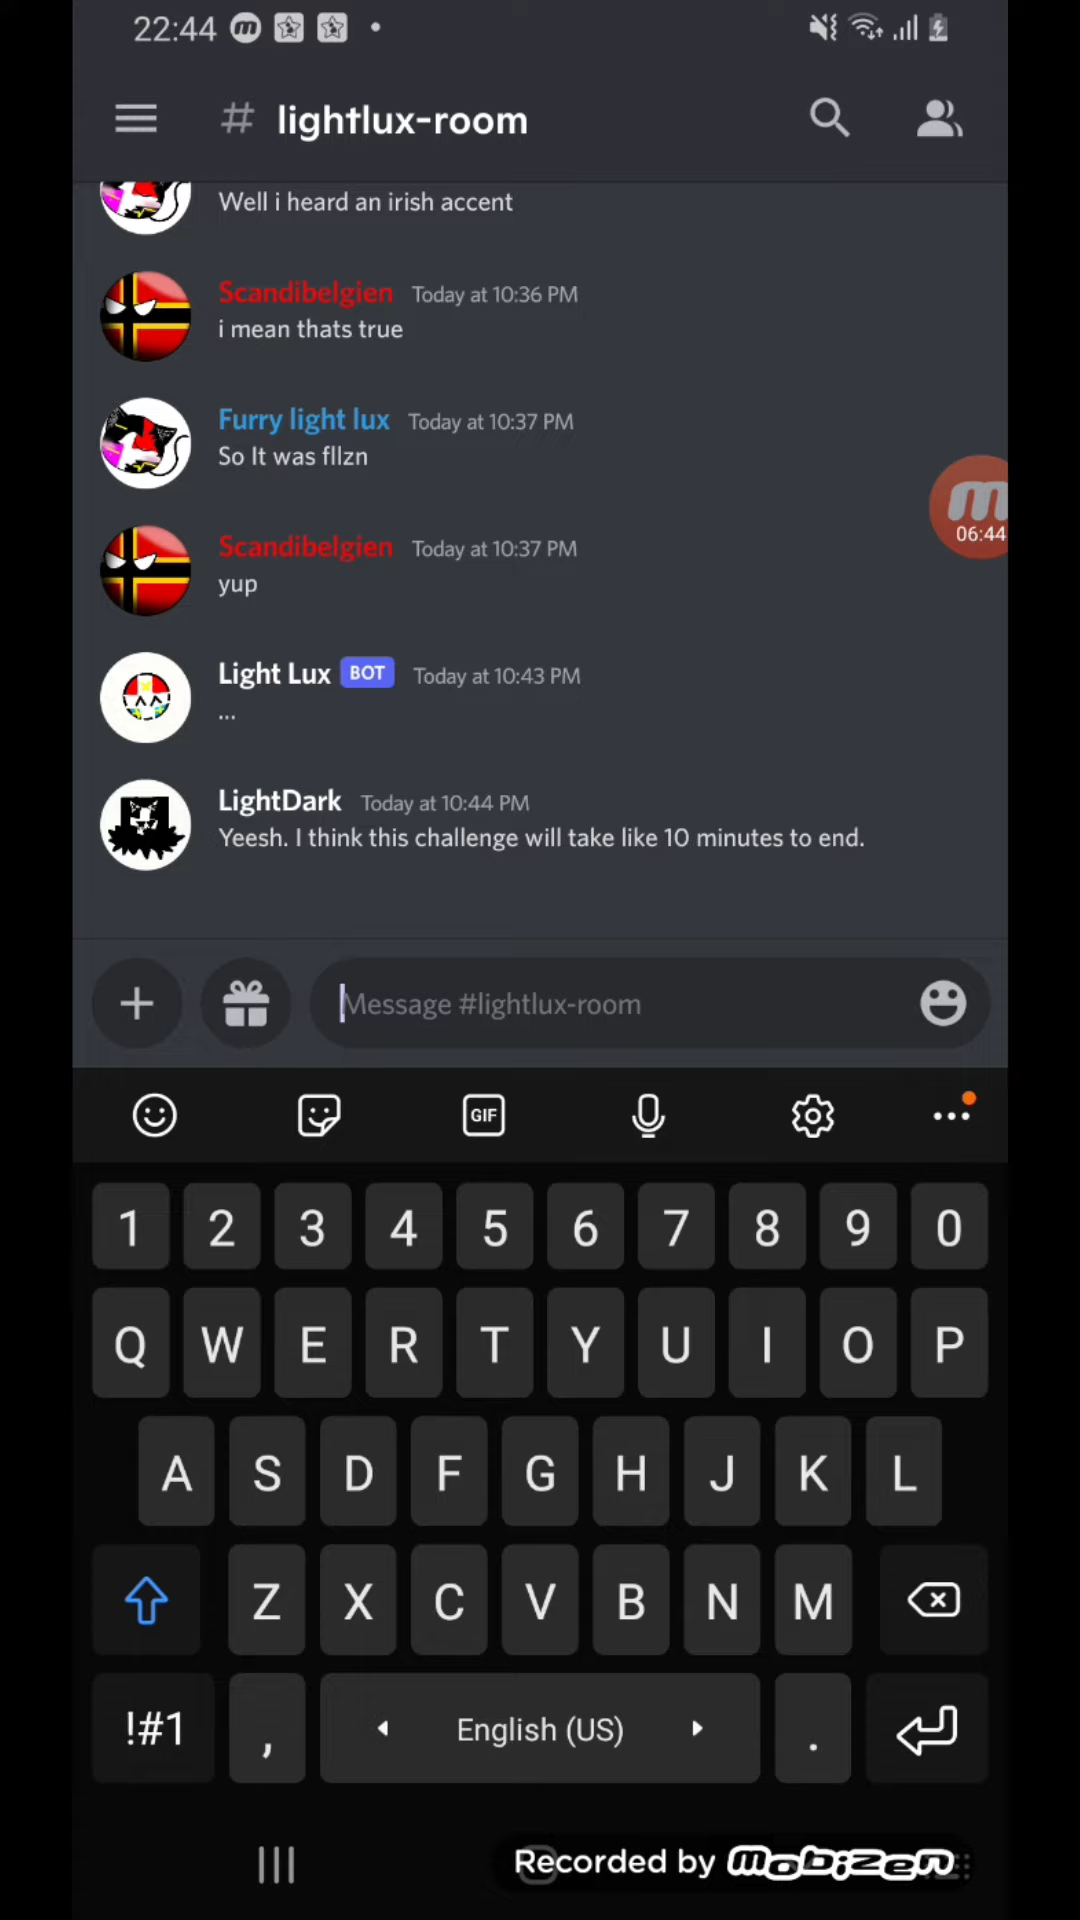 22:44
# lightlux-room
Well i heard an irish accent
Scandibelgien Today at 10:36 PM
i mean thats true
Furry light lux Today at 10:37 PM
So It was fllzn
Scandibelgien Today at 10:37 PM
yup
Light Lux BOT Today at 10:43 PM
...
LightDark Today at 10:44 PM
Yeesh. I think this challenge will take like 10 minutes to end.
m
06:44
Message #lightlux-room
GIF
1 2 3 4 5 6 7 8 9 0
Q W E R T Y U I O P
A S D F G H J K L
Z X C V B N M
!#1 , English (US) .
Recorded by mobizen